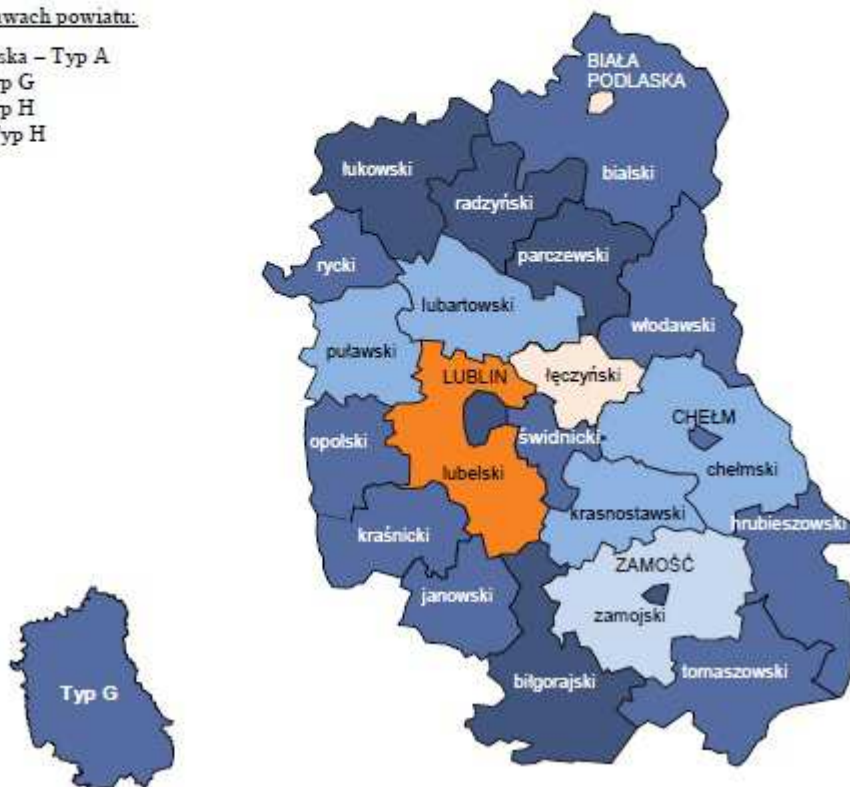 wach powiatu:
ska – Typ A
p G
p H
yp H
BIAŁA
PODLASKA
bialski
łukowski
radzyński
parczewski
rycki
lubartowski
włodawski
puławski
LUBLIN
łęczyński
CHEŁM
opolski
świdnicki
lubelski
chełmski
krasnostawski
hrubieszowski
kraśnicki
ZAMOŚĆ
janowski
zamojski
tomaszowski
biłgorajski
Typ G